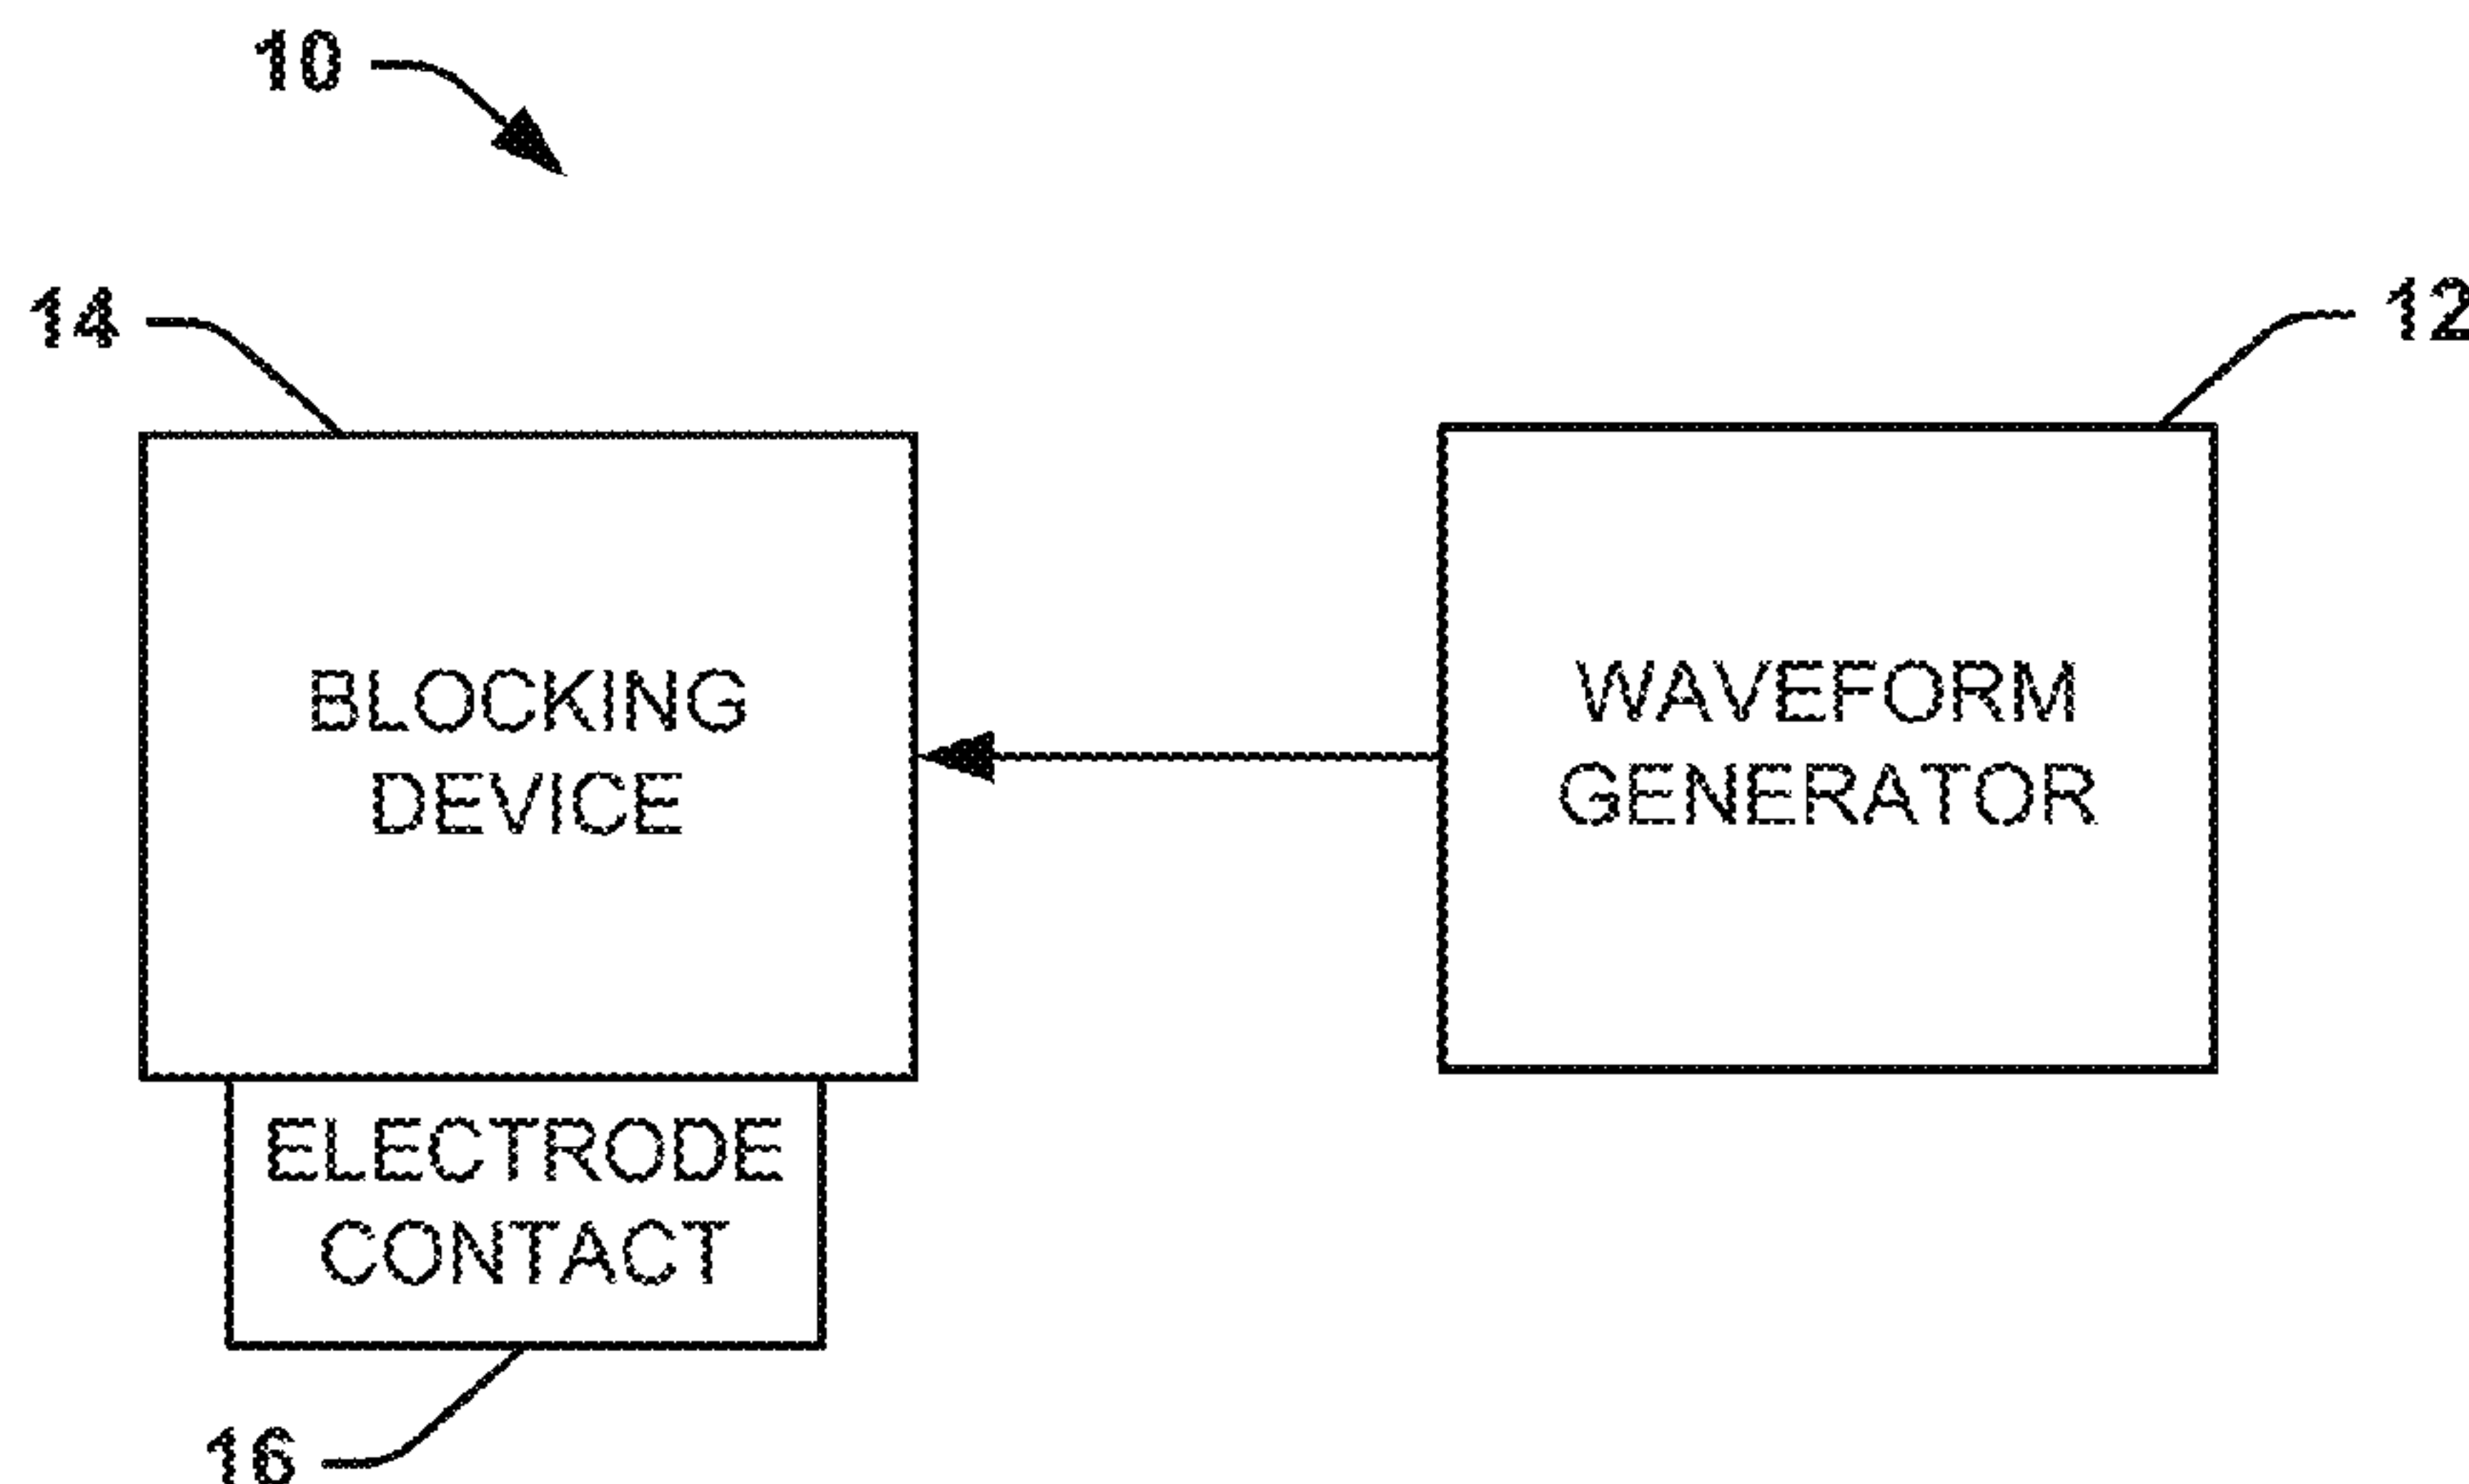 10
14
12
BLOCKING
DEVICE
WAVEFORM
GENERATOR
ELECTRODE
CONTACT
16